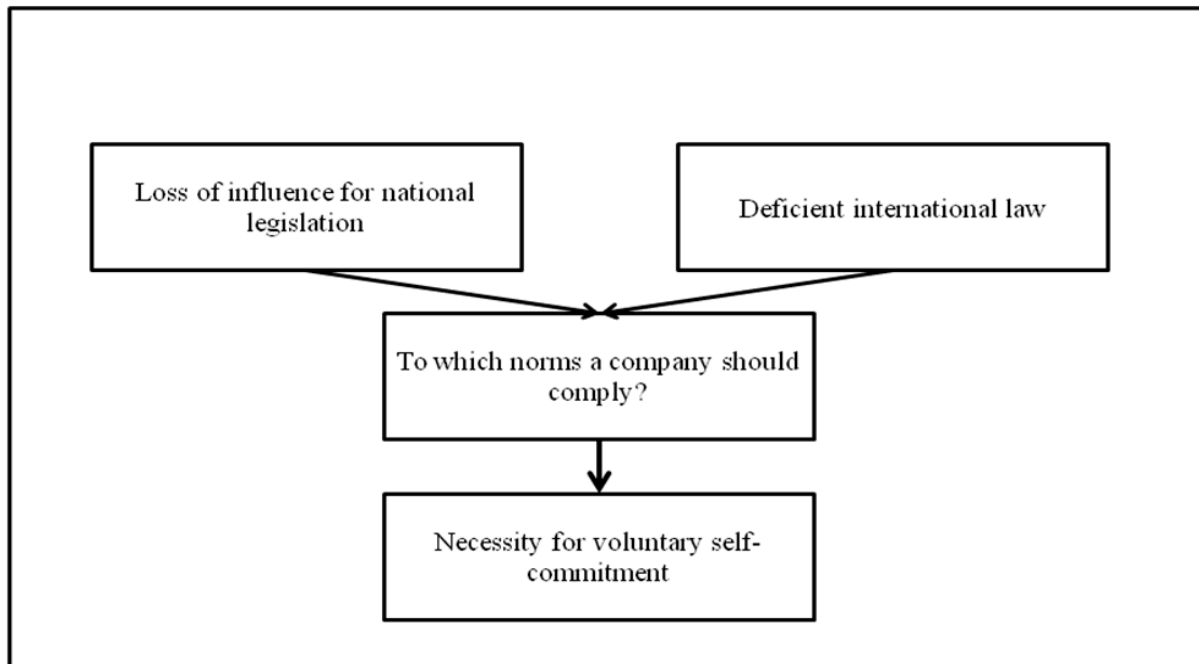 Loss of influence for national
legislation
Deficient international law
To which norms a company should
comply?
Necessity for voluntary self-
commitment